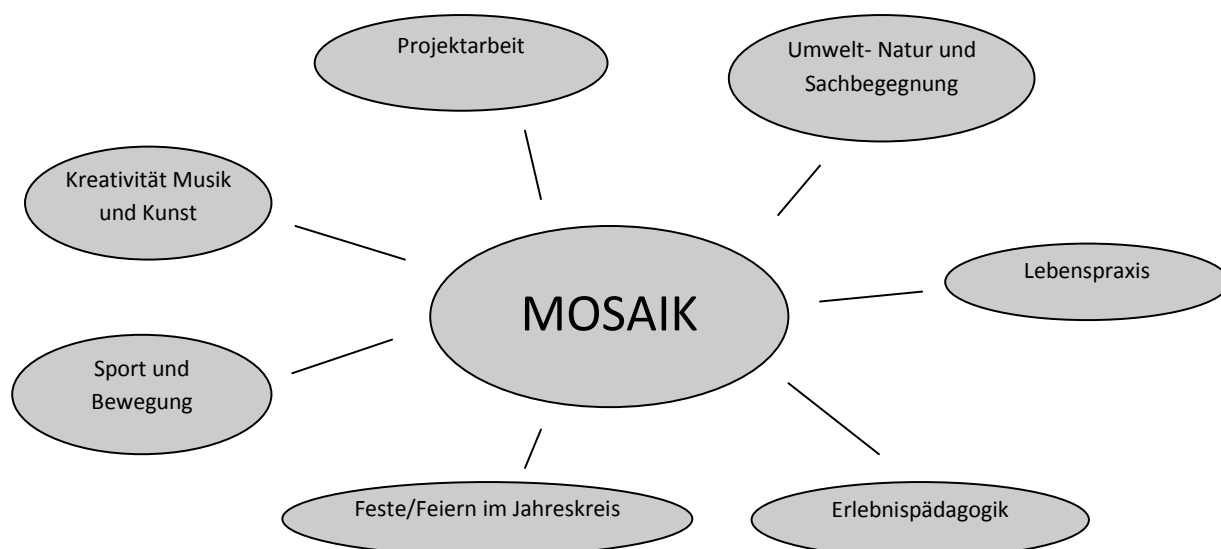 Projektarbeit
Umwelt- Natur und
Sachbegegnung
Kreativität Musik
und Kunst
Lebenspraxis
MOSAIK
Sport und
Bewegung
Feste/Feiern im Jahreskreis
Erlebnispädagogik